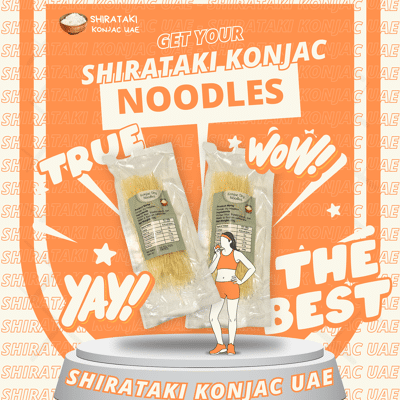 SHIRATAKI
KONJAC UAE
GET YOUR
SHIRATAKI KONJAC
NOODLES
TRUE
WOW!!
YAY!
THE
BEST
SHIRATAKI KONJAC UAE